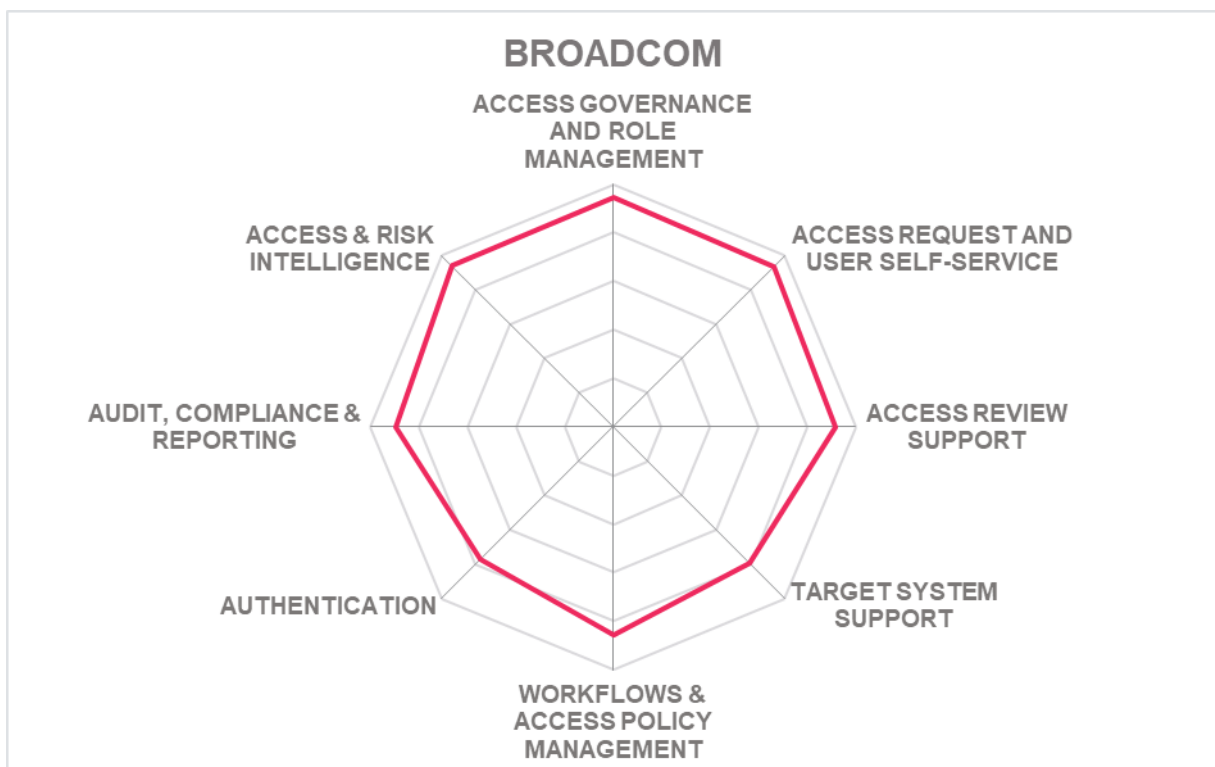 BROADCOM
ACCESS GOVERNANCE
AND ROLE
MANAGEMENT
ACCESS & RISK
INTELLIGENCE
ACCESS REQUEST AND
USER SELF-SERVICE
AUDIT, COMPLIANCE &
REPORTING
ACCESS REVIEW
SUPPORT
AUTHENTICATION
TARGET SYSTEM
SUPPORT
WORKFLOWS &
ACCESS POLICY
MANAGEMENT